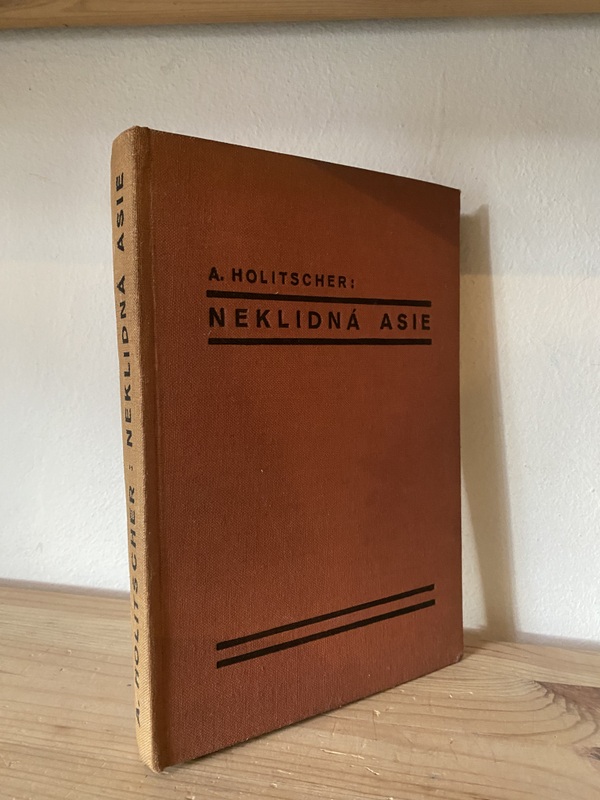 A. HOLITSCHER:
NEKLIDNÁ ASIE
A. HOLITSCHER : NEKLIDNÁ ASIE